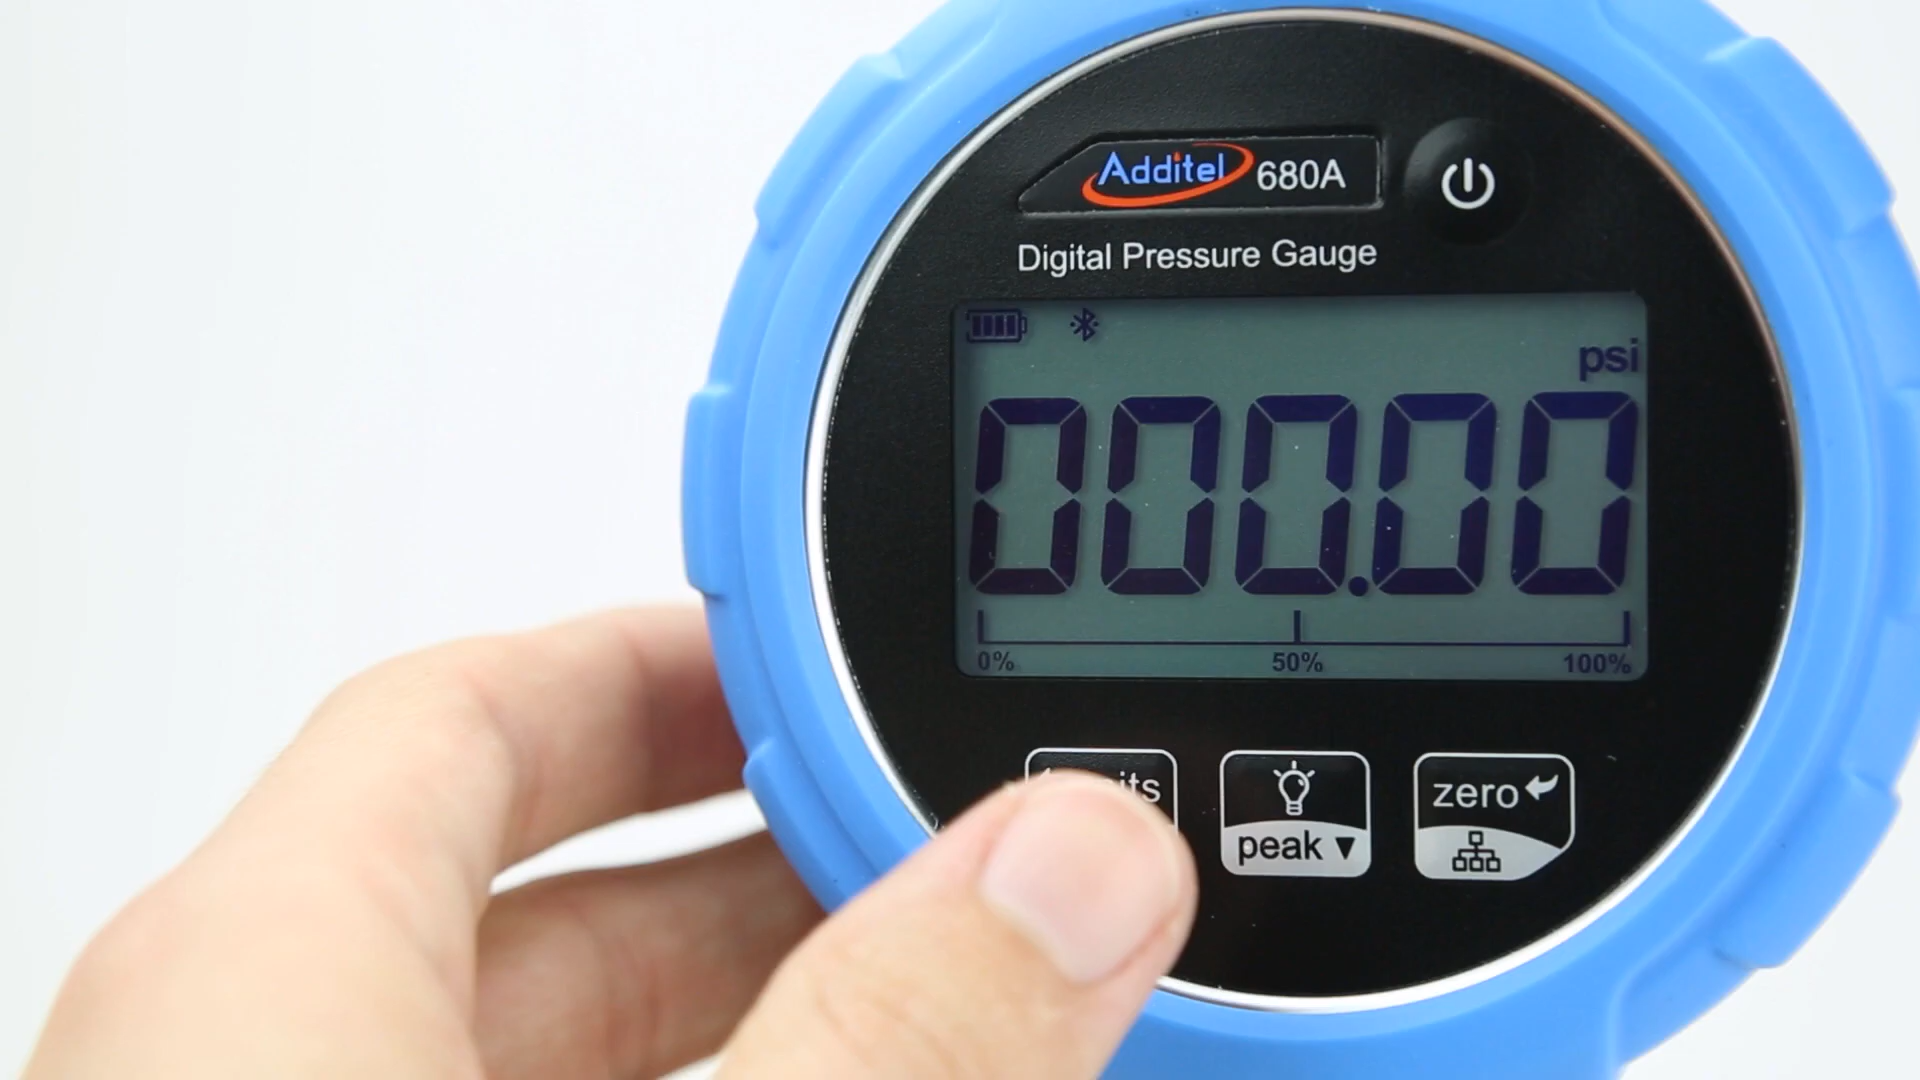 Additel 680A
Digital Pressure Gauge
psi
000.00
0% 50% 100%
zero
peak ▼